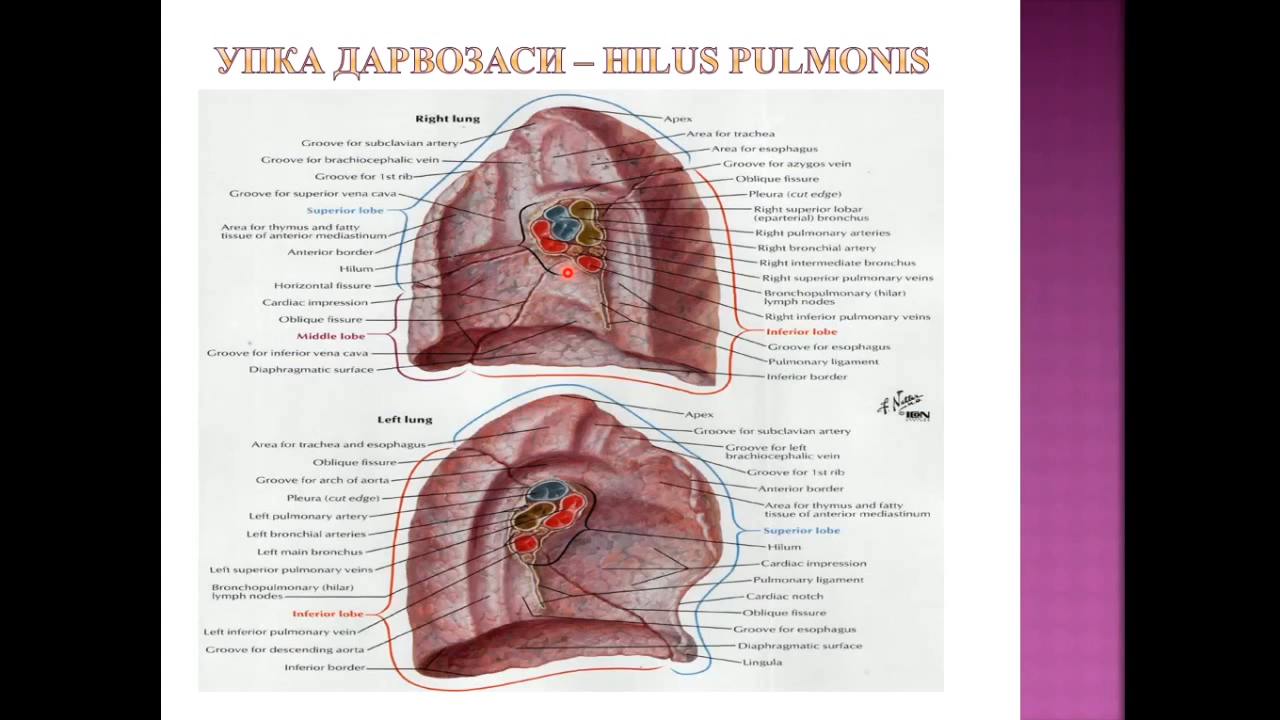 УПКА ДАРВОЗАСИ – HILUS PULMONIS
Right lung
Groove for subclavian artery
Groove for brachiocephalic vein
Groove for 1st rib
Groove for superior vena cava
Superior lobe
Area for thymus and fatty
tissue of anterior mediastinum
Anterior border
Hilum
Horizontal fissure
Cardiac impression
Oblique fissure
Middle lobe
Groove for inferior vena cava
Diaphragmatic surface
Apex
Area for trachea
Area for esophagus
Groove for azygos vein
Oblique fissure
Pleura (cut edge)
Right superior lobar
(eparterial) bronchus
Right pulmonary arteries
Right bronchial artery
Right intermediate bronchus
Right superior pulmonary veins
Bronchopulmonary (hilar)
lymph nodes
Right inferior pulmonary veins
Inferior lobe
Groove for esophagus
Pulmonary ligament
Inferior border
Left lung
Area for trachea and esophagus
Oblique fissure
Groove for arch of aorta
Pleura (cut edge)
Left pulmonary artery
Left bronchial arteries
Left main bronchus
Left superior pulmonary veins
Bronchopulmonary (hilar)
lymph nodes
Inferior lobe
Left inferior pulmonary vein
Groove for descending aorta
Inferior border
Apex
Groove for subclavian artery
Groove for left
brachiocephalic vein
Groove for 1st rib
Anterior border
Area for thymus and fatty
tissue of anterior mediastinum
Superior lobe
Hilum
Cardiac impression
Pulmonary ligament
Cardiac notch
Oblique fissure
Groove for esophagus
Diaphragmatic surface
Lingula